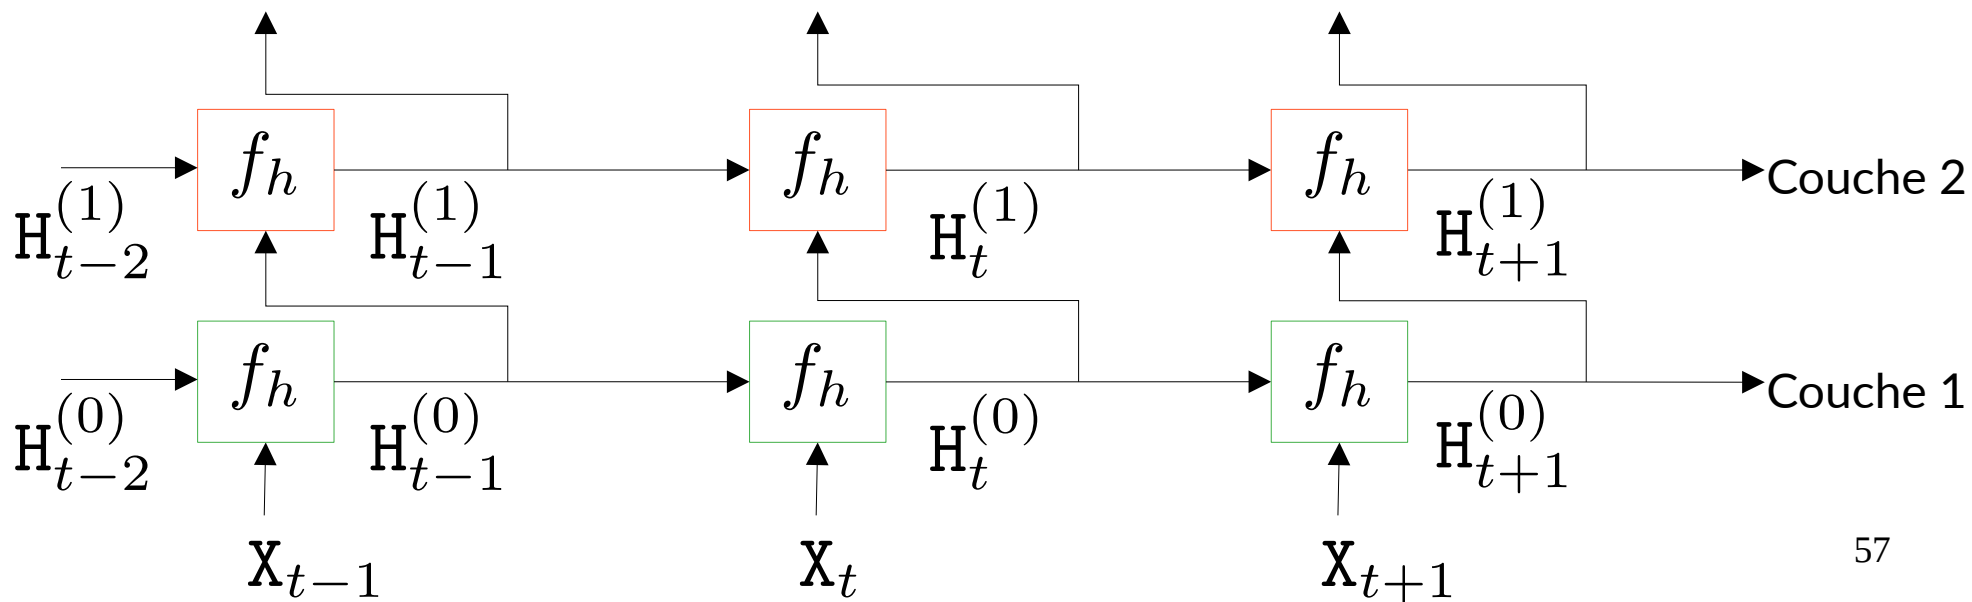 f_h f_h f_h Couche 2
H_{t-2}^{(1)} H_{t-1}^{(1)} H_t^{(1)} H_{t+1}^{(1)}
f_h f_h f_h Couche 1
H_{t-2}^{(0)} H_{t-1}^{(0)} H_t^{(0)} H_{t+1}^{(0)}
X_{t-1} X_t X_{t+1}
57